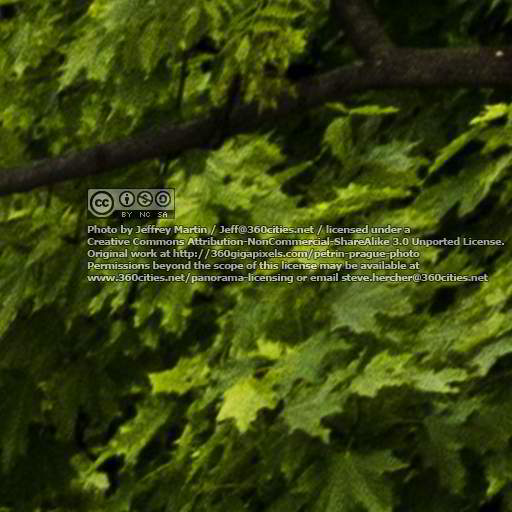 cc BY NC SA
Photo by Jeffrey Martin / Jeff@360cities.net / licensed under a
Creative Commons Attribution-NonCommercial-ShareAlike 3.0 Unported License.
Original work at http://360gigapixels.com/petrin-prague-photo
Permissions beyond the scope of this license may be available at
www.360cities.net/panorama-licensing or email steve.hercher@360cities.net